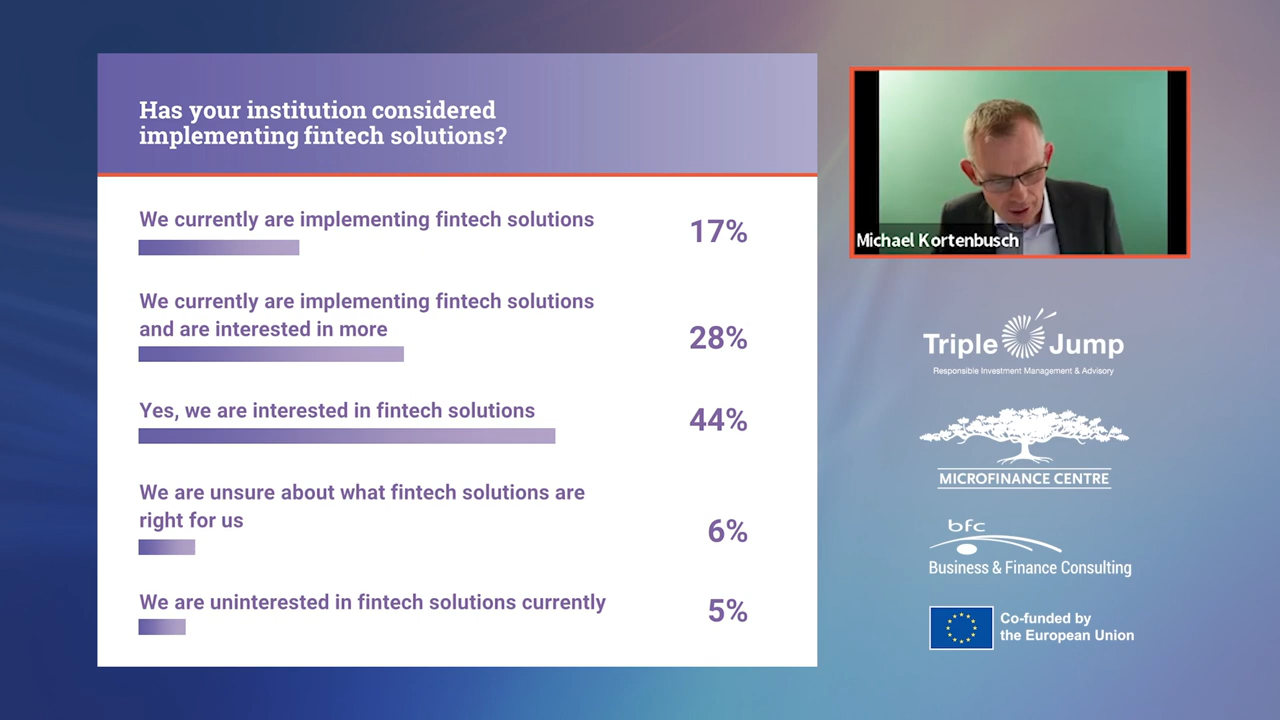 Has your institution considered
implementing fintech solutions?
We currently are implementing fintech solutions
17%
We currently are implementing fintech solutions
and are interested in more
28%
Yes, we are interested in fintech solutions
44%
We are unsure about what fintech solutions are
right for us
6%
We are uninterested in fintech solutions currently
5%
Michael Kortenbusch
Triple Jump
Responsible Investment Management & Advisory
MICROFINANCE CENTRE
bfc
Business & Finance Consulting
Co-funded by
the European Union